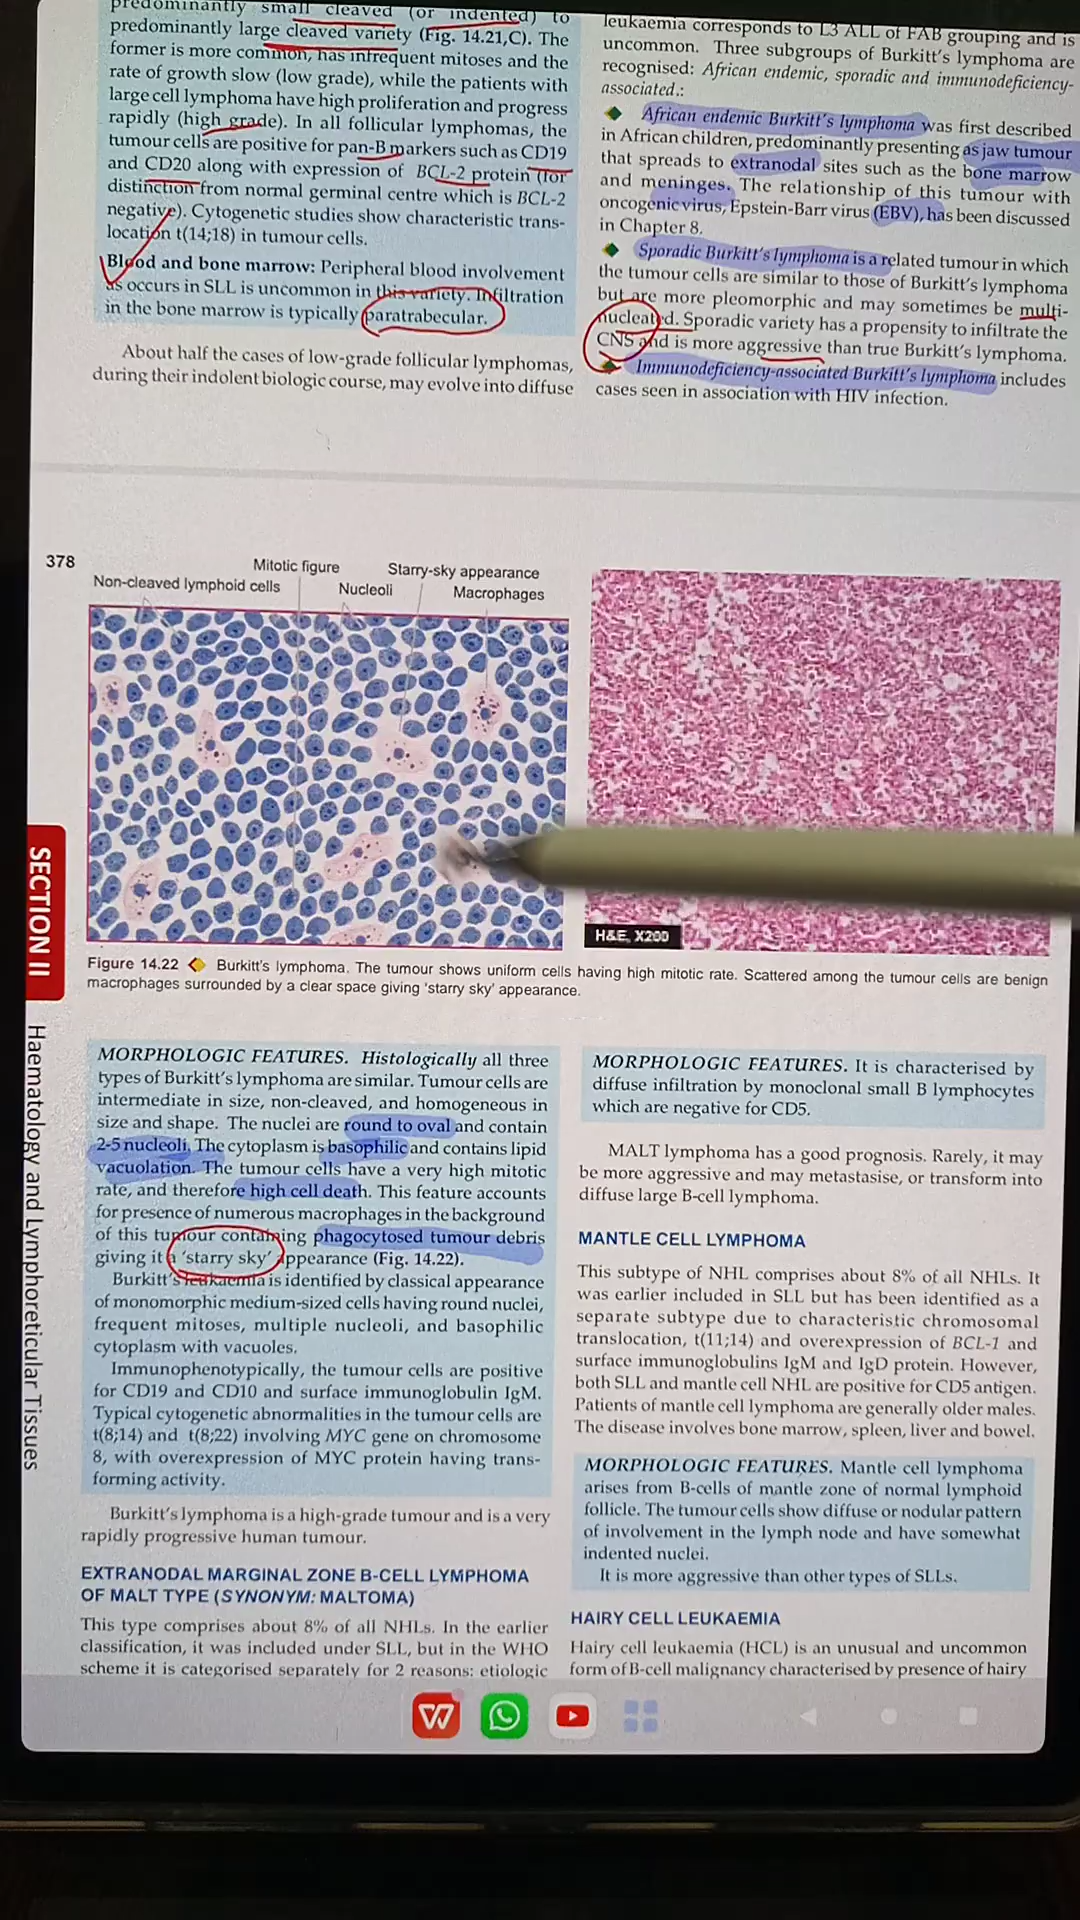 predominantly small cleaved (or indented) to
predominantly large cleaved variety (Fig. 14.21,C). The
former is more common, has infrequent mitoses and the
rate of growth slow (low grade), while the patients with
large cell lymphoma have high proliferation and progress
rapidly (high grade). In all follicular lymphomas, the
tumour cells are positive for pan-B markers such as CD19
and CD20 along with expression of BCL-2 protein (for
distinction from normal germinal centre which is BCL-2
negative). Cytogenetic studies show characteristic trans-
location t(14;18) in tumour cells.
Blood and bone marrow: Peripheral blood involvement
as occurs in SLL is uncommon in this variety. Infiltration
in the bone marrow is typically paratrabecular.
About half the cases of low-grade follicular lymphomas,
during their indolent biologic course, may evolve into diffuse
leukaemia corresponds to L3 ALL of FAB grouping and is
uncommon. Three subgroups of Burkitt's lymphoma are
recognised: African endemic, sporadic and immunodeficiency-
associated.:
African endemic Burkitt's lymphoma was first described
in African children, predominantly presenting as jaw tumour
that spreads to extranodal sites such as the bone marrow
and meninges. The relationship of this tumour with
oncogenic virus, Epstein-Barr virus (EBV), has been discussed
in Chapter 8.
Sporadic Burkitt's lymphoma is a related tumour in which
the tumour cells are similar to those of Burkitt's lymphoma
but are more pleomorphic and may sometimes be multi-
nucleated. Sporadic variety has a propensity to infiltrate the
CNS and is more aggressive than true Burkitt's lymphoma.
Immunodeficiency-associated Burkitt's lymphoma includes
cases seen in association with HIV infection.
378
Mitotic figure
Starry-sky appearance
Non-cleaved lymphoid cells
Nucleoli
Macrophages
H&E, X200
Figure 14.22 Burkitt's lymphoma. The tumour shows uniform cells having high mitotic rate. Scattered among the tumour cells are benign
macrophages surrounded by a clear space giving 'starry sky' appearance.
SECTION II
Haematology and Lymphoreticular Tissues
MORPHOLOGIC FEATURES. Histologically all three
types of Burkitt's lymphoma are similar. Tumour cells are
intermediate in size, non-cleaved, and homogeneous in
size and shape. The nuclei are round to oval and contain
2-5 nucleoli. The cytoplasm is basophilic and contains lipid
vacuolation. The tumour cells have a very high mitotic
rate, and therefore high cell death. This feature accounts
for presence of numerous macrophages in the background
of this tumour containing phagocytosed tumour debris
giving it a 'starry sky' appearance (Fig. 14.22).
Burkitt's leukaemia is identified by classical appearance
of monomorphic medium-sized cells having round nuclei,
frequent mitoses, multiple nucleoli, and basophilic
cytoplasm with vacuoles.
Immunophenotypically, the tumour cells are positive
for CD19 and CD10 and surface immunoglobulin IgM.
Typical cytogenetic abnormalities in the tumour cells are
t(8;14) and t(8;22) involving MYC gene on chromosome
8, with overexpression of MYC protein having trans-
forming activity.
Burkitt's lymphoma is a high-grade tumour and is a very
rapidly progressive human tumour.
EXTRANODAL MARGINAL ZONE B-CELL LYMPHOMA
OF MALT TYPE (SYNONYM: MALTOMA)
This type comprises about 8% of all NHLs. In the earlier
classification, it was included under SLL, but in the WHO
scheme it is categorised separately for 2 reasons: etiologic
MORPHOLOGIC FEATURES. It is characterised by
diffuse infiltration by monoclonal small B lymphocytes
which are negative for CD5.
MALT lymphoma has a good prognosis. Rarely, it may
be more aggressive and may metastasise, or transform into
diffuse large B-cell lymphoma.
MANTLE CELL LYMPHOMA
This subtype of NHL comprises about 8% of all NHLs. It
was earlier included in SLL but has been identified as a
separate subtype due to characteristic chromosomal
translocation, t(11;14) and overexpression of BCL-1 and
surface immunoglobulins IgM and IgD protein. However,
both SLL and mantle cell NHL are positive for CD5 antigen.
Patients of mantle cell lymphoma are generally older males.
The disease involves bone marrow, spleen, liver and bowel.
MORPHOLOGIC FEATURES. Mantle cell lymphoma
arises from B-cells of mantle zone of normal lymphoid
follicle. The tumour cells show diffuse or nodular pattern
of involvement in the lymph node and have somewhat
indented nuclei.
It is more aggressive than other types of SLLs.
HAIRY CELL LEUKAEMIA
Hairy cell leukaemia (HCL) is an unusual and uncommon
form of B-cell malignancy characterised by presence of hairy